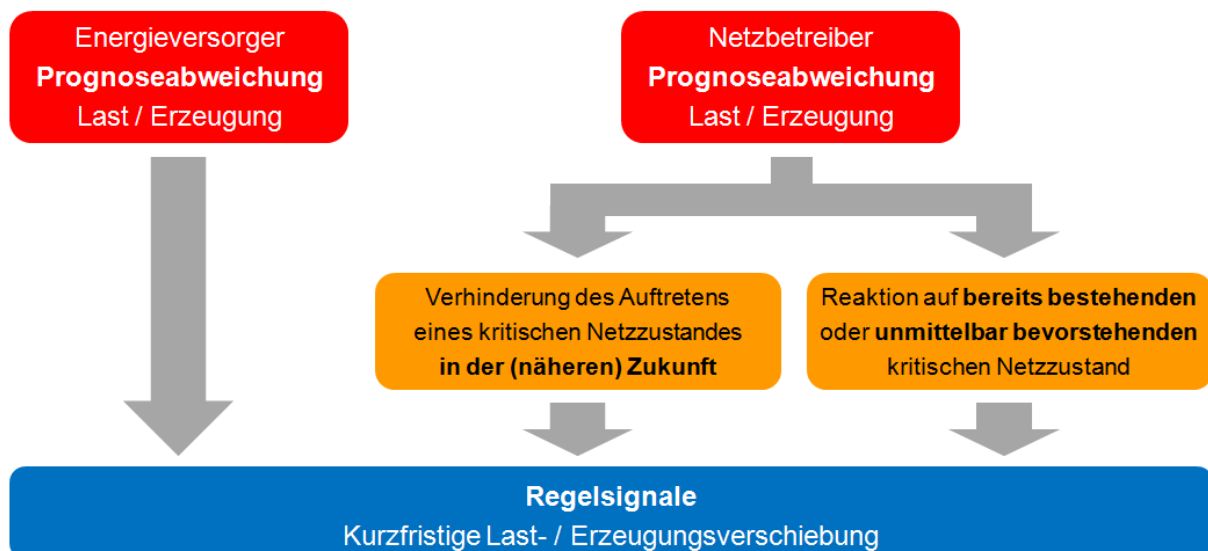 Energieversorger
Prognoseabweichung
Last / Erzeugung
Netzbetreiber
Prognoseabweichung
Last / Erzeugung
Verhinderung des Auftretens
eines kritischen Netzzustandes
in der (näheren) Zukunft
Reaktion auf bereits bestehenden
oder unmittelbar bevorstehenden
kritischen Netzzustand
Regelsignale
Kurzfristige Last- / Erzeugungsverschiebung